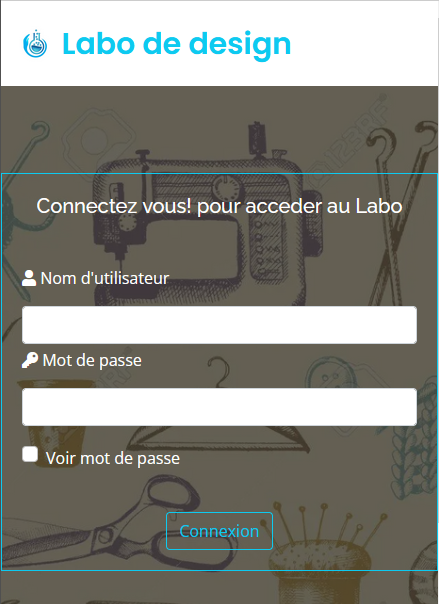 Labo de design
Connectez vous! pour acceder au Labo
Nom d'utilisateur
Mot de passe
Voir mot de passe
Connexion